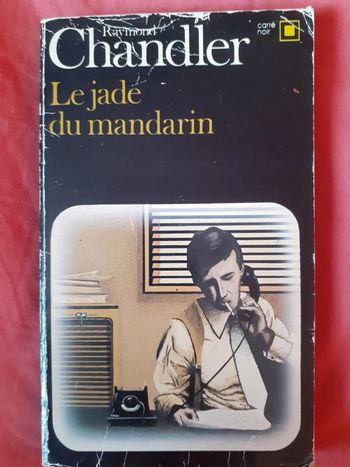 Raymond
Chandler
Le jade
du mandarin
carré
noir